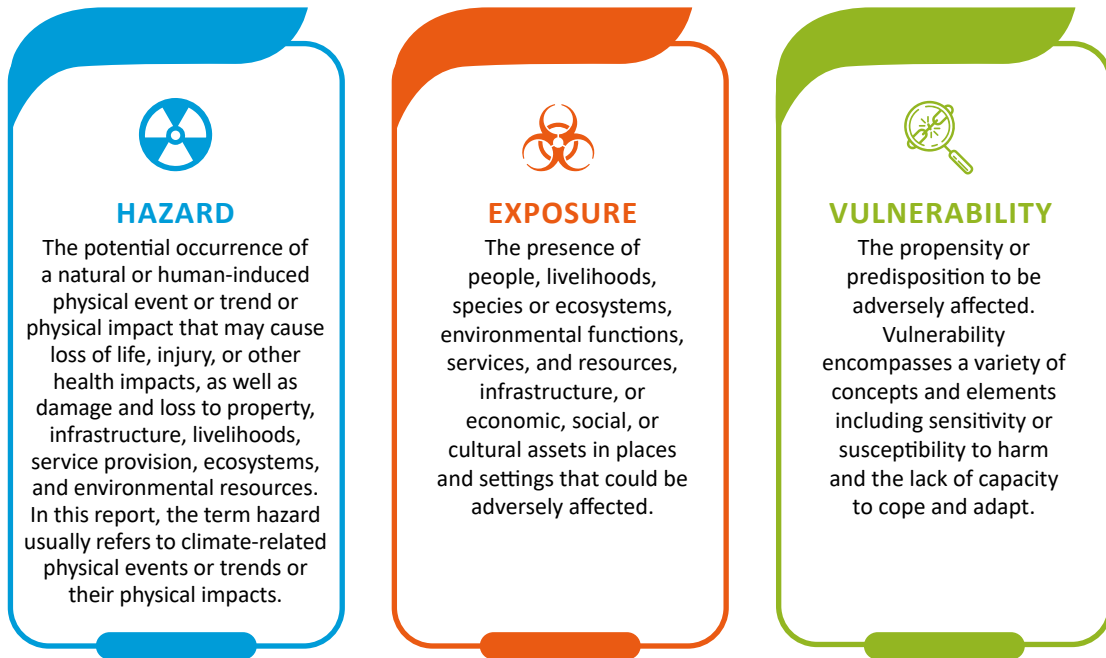 HAZARD
The potential occurrence of
a natural or human-induced
physical event or trend or
physical impact that may cause
loss of life, injury, or other
health impacts, as well as
damage and loss to property,
infrastructure, livelihoods,
service provision, ecosystems,
and environmental resources.
In this report, the term hazard
usually refers to climate-related
physical events or trends or
their physical impacts.
EXPOSURE
The presence of
people, livelihoods,
species or ecosystems,
environmental functions,
services, and resources,
infrastructure, or
economic, social, or
cultural assets in places
and settings that could be
adversely affected.
VULNERABILITY
The propensity or
predisposition to be
adversely affected.
Vulnerability
encompasses a variety of
concepts and elements
including sensitivity or
susceptibility to harm
and the lack of capacity
to cope and adapt.